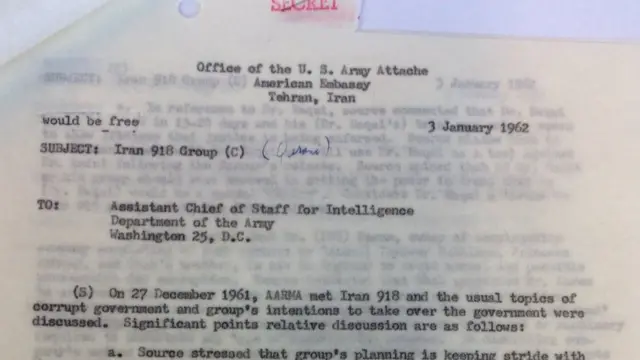 SECRET
Office of the U. S. Army Attache
American Embassy
Tehran, Iran
would be free
3 January 1962
SUBJECT: Iran 918 Group (C)
TO: Assistant Chief of Staff for Intelligence
Department of the Army
Washington 25, D.C.
(S) On 27 December 1961, AARMA met Iran 918 and the usual topics of
corrupt government and group's intentions to take over the government were
discussed. Significant points relative discussion are as follows:
a. Source stressed that group's planning is keeping stride with